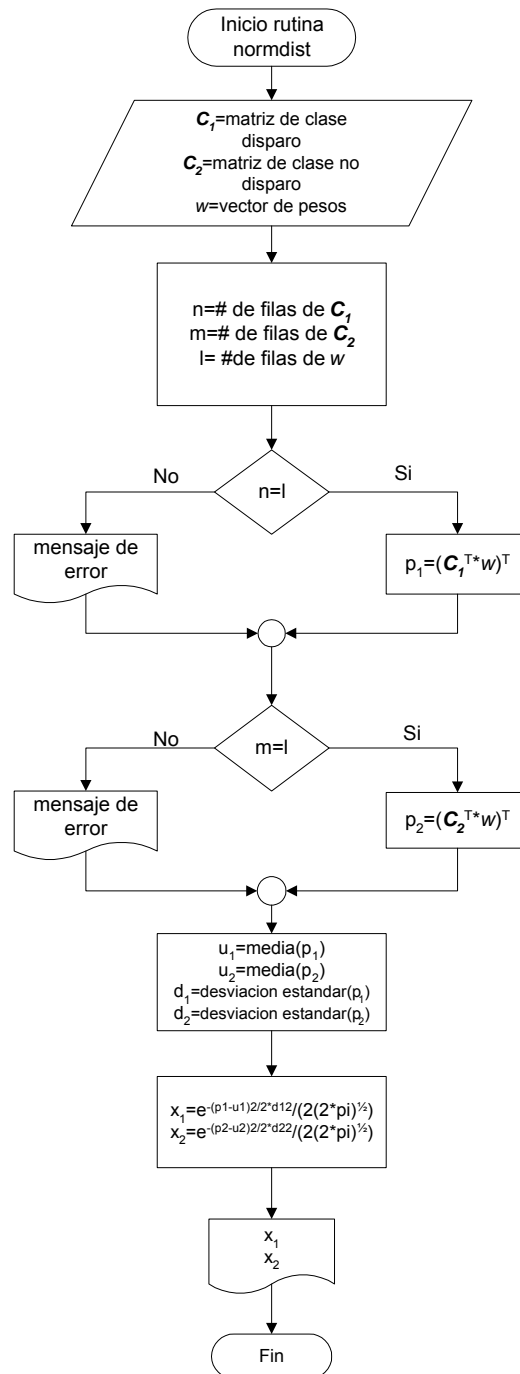 Inicio rutina
normdist
C₁=matriz de clase
disparo
C₂=matriz de clase no
disparo
w=vector de pesos
n=# de filas de C₁
m=# de filas de C₂
l= #de filas de w
No
n=l
Si
mensaje de
error
p₁=(C₁ᵀ*w)ᵀ
No
m=l
Si
mensaje de
error
p₂=(C₂ᵀ*w)ᵀ
u₁=media(p₁)
u₂=media(p₂)
d₁=desviacion estandar(p₁)
d₂=desviacion estandar(p₂)
x₁=e^-(p1-u1)2/2*d12/(2(2*pi)^½)
x₂=e^-(p2-u2)2/2*d22/(2(2*pi)^½)
x₁
x₂
Fin